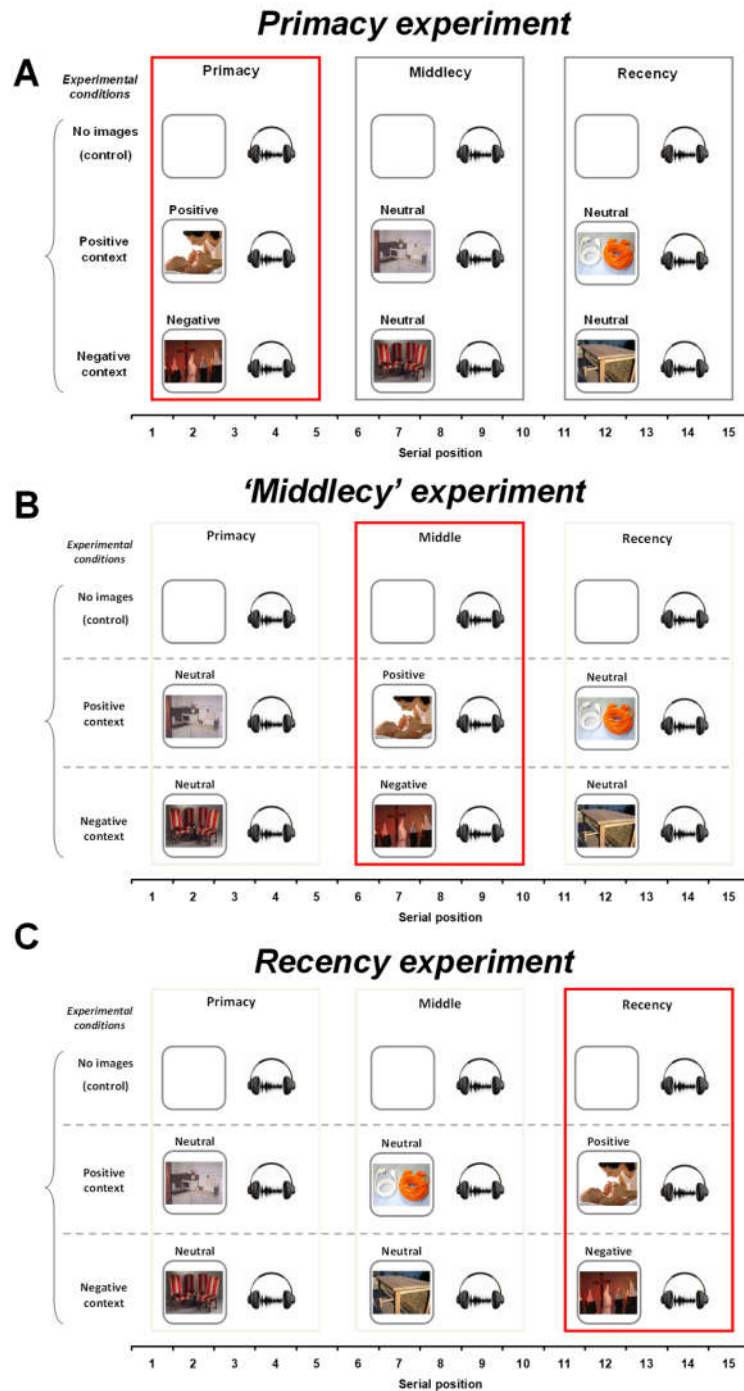 Primacy experiment
A
Experimental conditions
Primacy
Middlecy
Recency
No images
(control)
Positive
Neutral
Neutral
Positive
context
Negative
Neutral
Neutral
Negative
context
1 2 3 4 5 6 7 8 9 10 11 12 13 14 15
Serial position
'Middlecy' experiment
B
Experimental
conditions
Primacy
Middle
Recency
No images
(control)
Neutral
Positive
Neutral
Positive
context
Neutral
Negative
Neutral
Negative
context
1 2 3 4 5 6 7 8 9 10 11 12 13 14 15
Serial position
C
Recency experiment
Experimental
conditions
Primacy
Middle
Recency
No images
(control)
Neutral
Neutral
Positive
Positive
context
Neutral
Neutral
Negative
Negative
context
1 2 3 4 5 6 7 8 9 10 11 12 13 14 15
Serial position